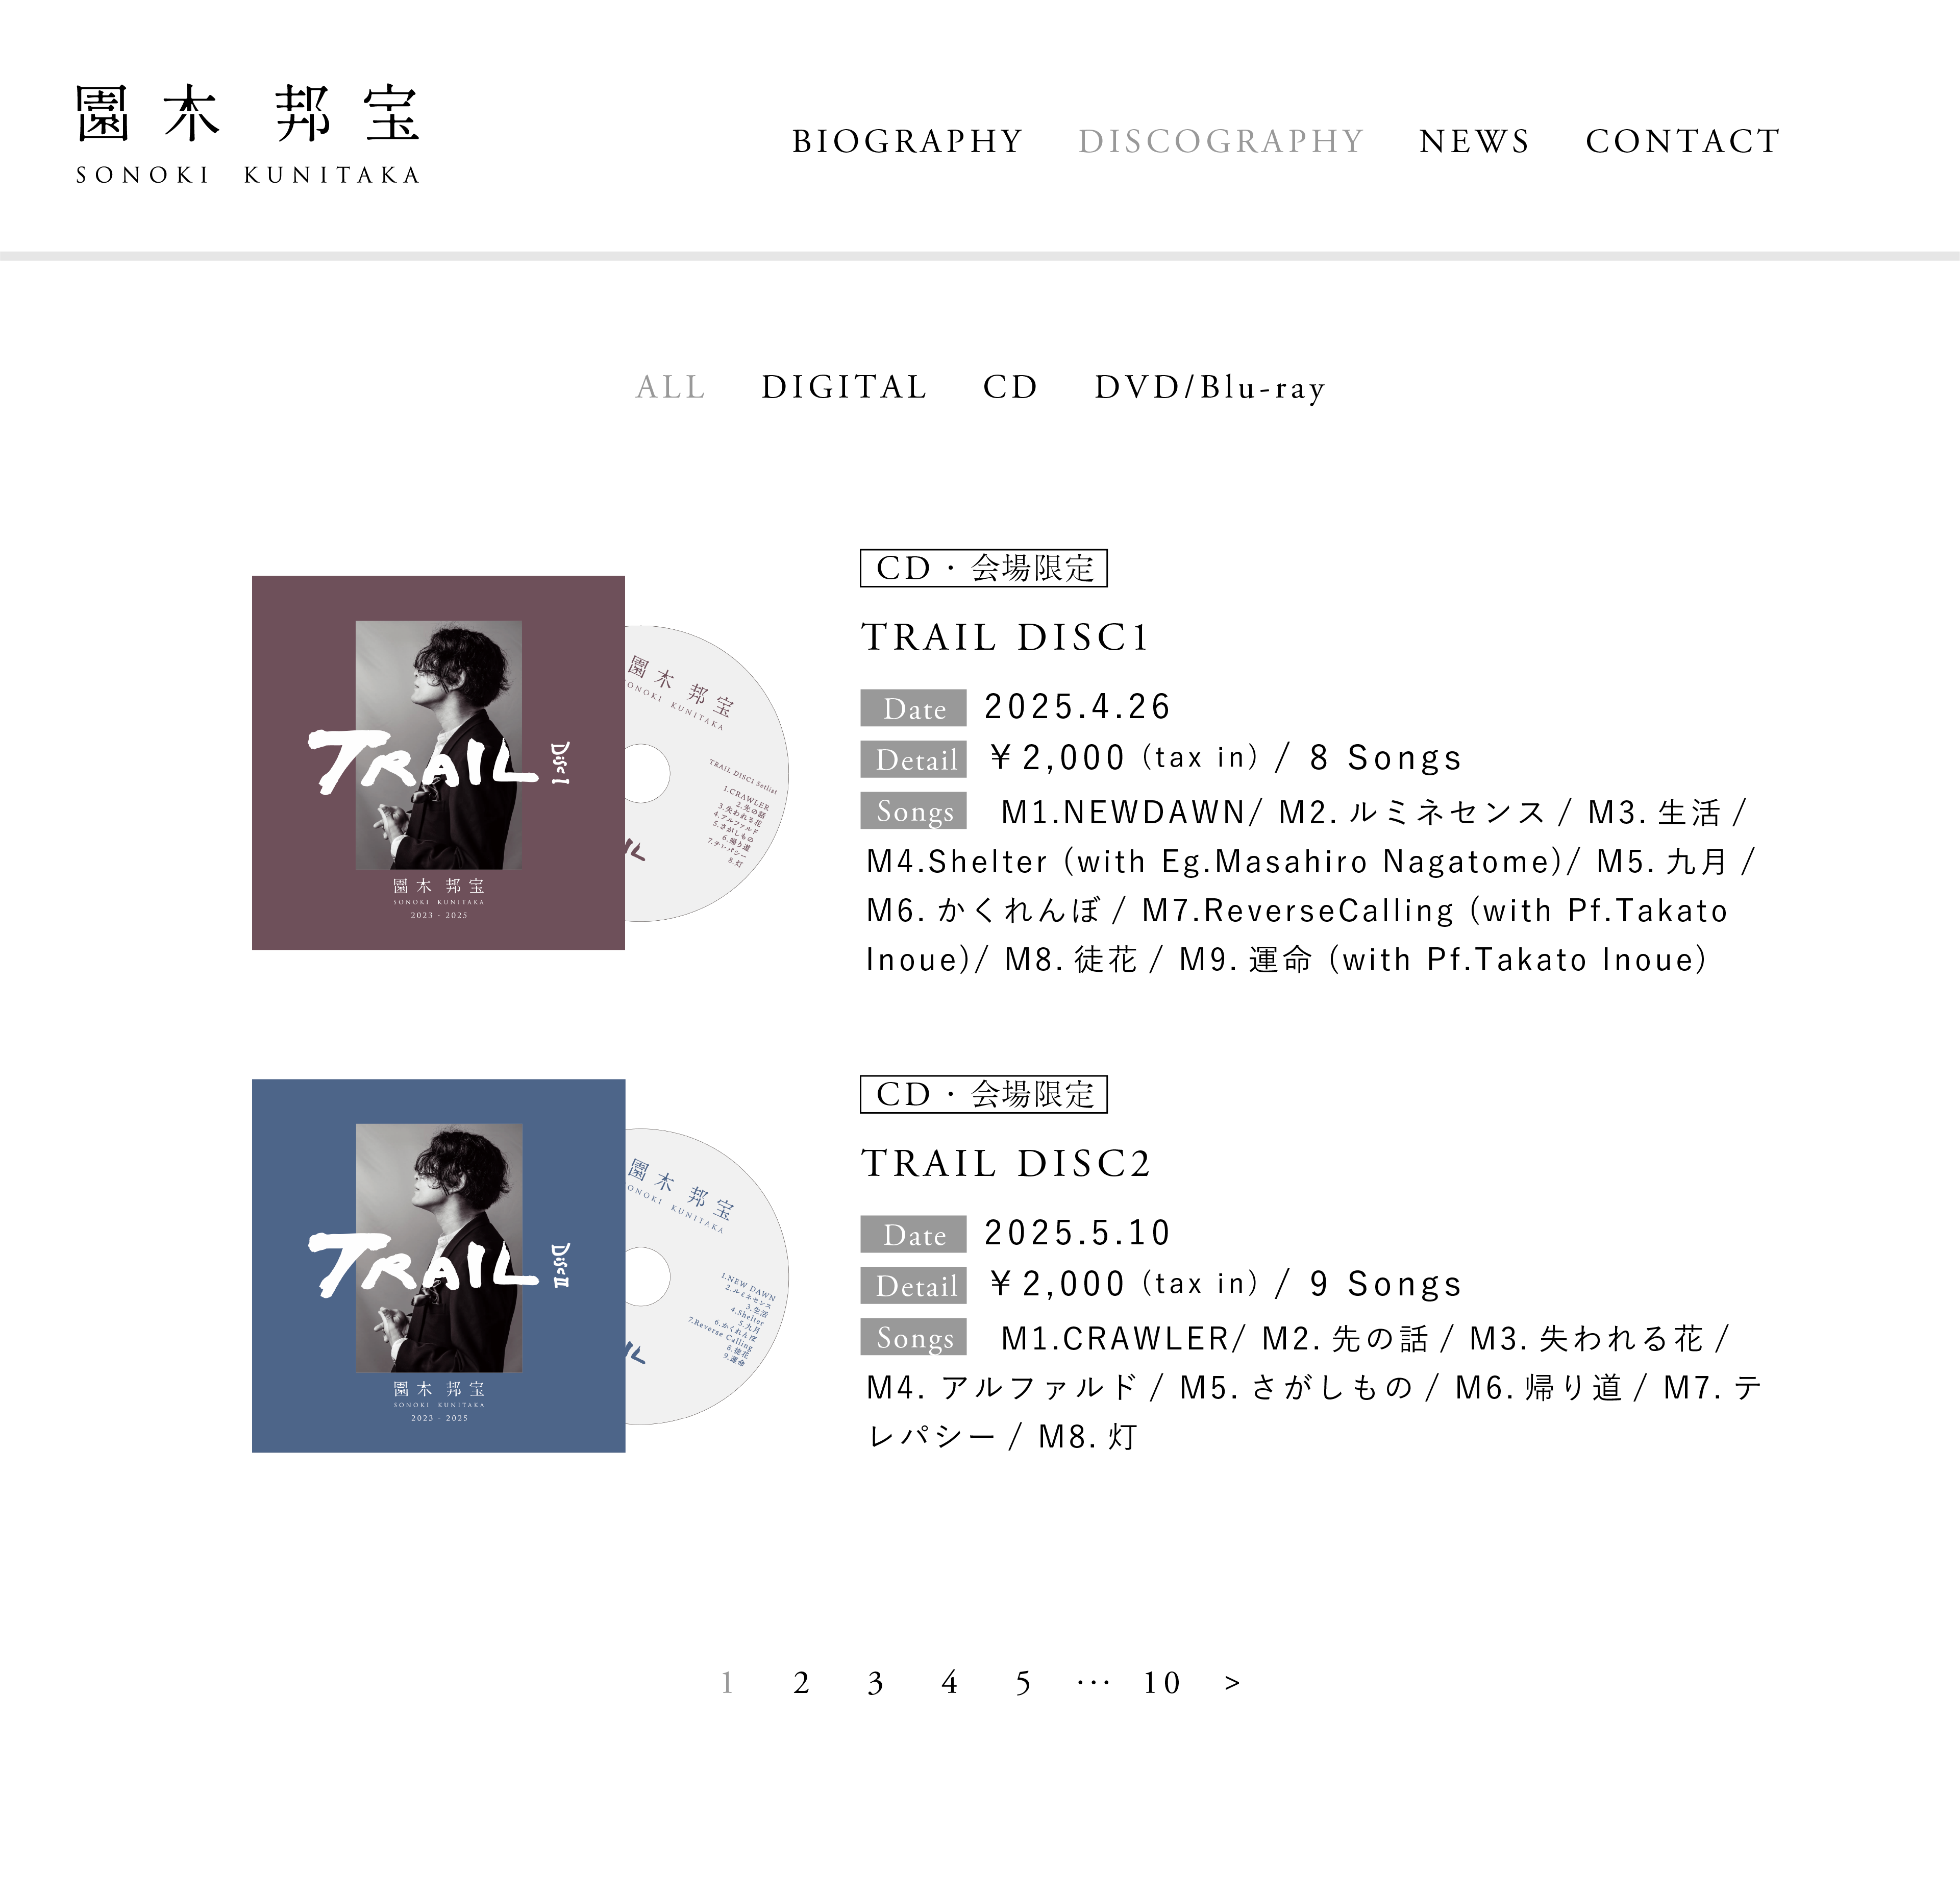 園木 邦宝
SONOKI KUNITAKA
BIOGRAPHY DISCOGRAPHY NEWS CONTACT
ALL DIGITAL CD DVD/Blu-ray
TRAIL Disc I
園木 邦宝
SONOKI KUNITAKA
2023 - 2025
園木 邦宝
SONOKI KUNITAKA
TRAIL DISC1 Setlist
1.CRAWLER
2.先の話
3.失われる花
4.アルファルド
5.さがしもの
6.帰り道
7.テレパシー
8.灯
CD・会場限定
TRAIL DISC1
Date 2025.4.26
Detail ¥2,000 (tax in) / 8 Songs
Songs M1.NEWDAWN/ M2.ルミネセンス / M3.生活 /
M4.Shelter (with Eg.Masahiro Nagatome)/ M5.九月 /
M6.かくれんぼ / M7.ReverseCalling (with Pf.Takato
Inoue)/ M8.徒花 / M9.運命 (with Pf.Takato Inoue)
TRAIL Disc II
園木 邦宝
SONOKI KUNITAKA
2023 - 2025
園木 邦宝
ONOKI KUNITAKA
1.NEW DAWN
2.ルミネセンス
3.生活
4.Shelter
5.九月
6.かくれん度
7.Reverse Calling
8.徒花
9.運命
CD・会場限定
TRAIL DISC2
Date 2025.5.10
Detail ¥2,000 (tax in) / 9 Songs
Songs M1.CRAWLER/ M2.先の話 / M3.失われる花 /
M4. アルファルド / M5.さがしもの / M6.帰り道 / M7.テ
レパシー / M8.灯
1 2 3 4 5 … 10 >